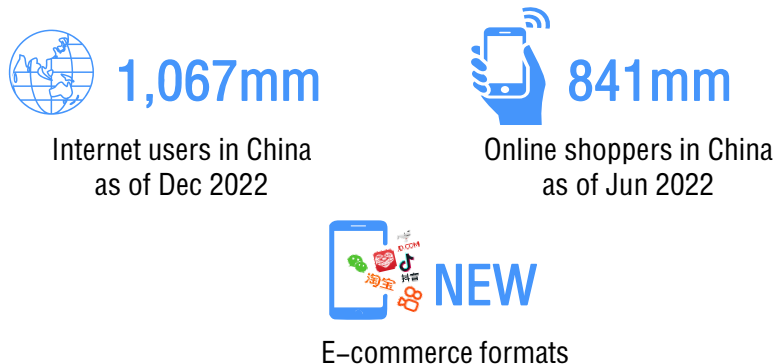 1,067mm
Internet users in China
as of Dec 2022
841mm
Online shoppers in China
as of Jun 2022
JD.COM
抖音
淘宝
NEW
E-commerce formats